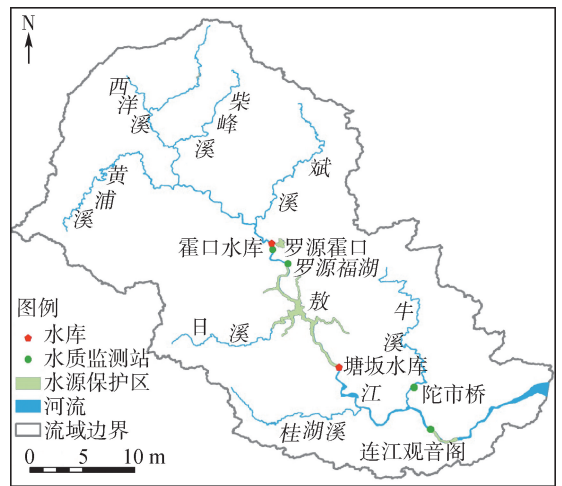 N
西洋溪
柴峰溪
黄浦溪
斌溪
霍口水库
罗源霍口
罗源福湖
敖江
日溪
牛溪
塘坂水库
陀市桥
桂湖溪
连江观音阁
图例
水库
水质监测站
水源保护区
河流
流域边界
0 5 10 m